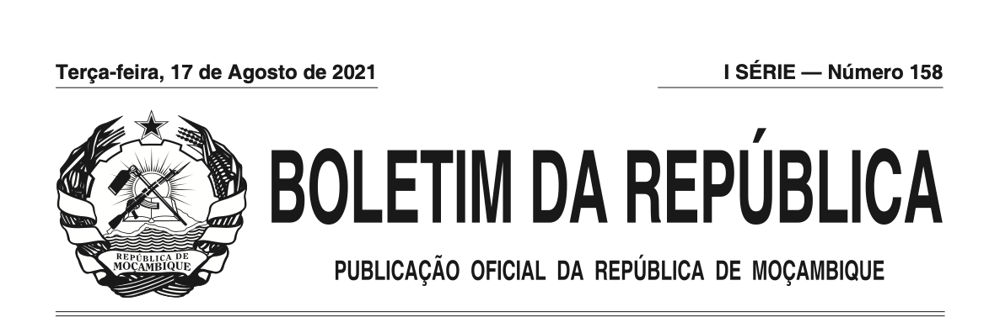 Terça-feira, 17 de Agosto de 2021
I SÉRIE — Número 158
BOLETIM DA REPÚBLICA
REPÚBLICA DE
MOÇAMBIQUE
PUBLICAÇÃO OFICIAL DA REPÚBLICA DE MOÇAMBIQUE